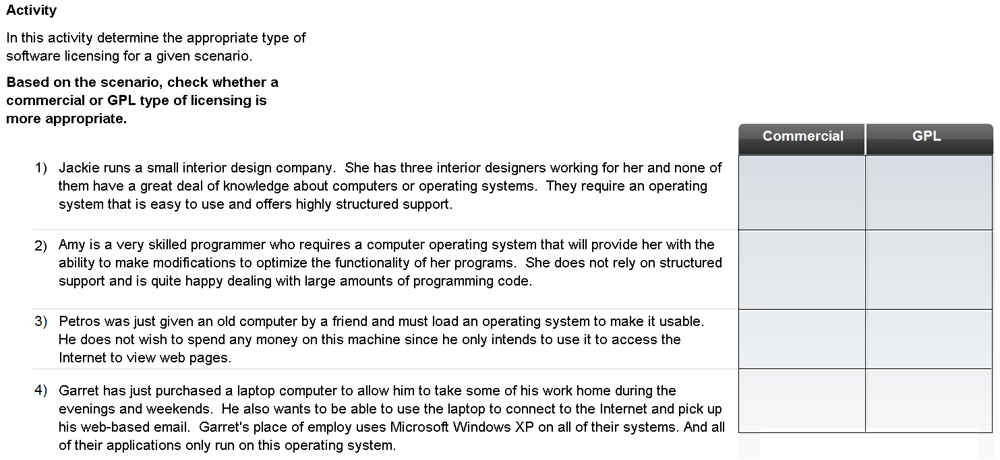 Activity
In this activity determine the appropriate type of
software licensing for a given scenario.
Based on the scenario, check whether a
commercial or GPL type of licensing is
more appropriate.
Commercial GPL
1) Jackie runs a small interior design company.  She has three interior designers working for her and none of
them have a great deal of knowledge about computers or operating systems.  They require an operating
system that is easy to use and offers highly structured support.
2) Amy is a very skilled programmer who requires a computer operating system that will provide her with the
ability to make modifications to optimize the functionality of her programs.  She does not rely on structured
support and is quite happy dealing with large amounts of programming code.
3) Petros was just given an old computer by a friend and must load an operating system to make it usable.
He does not wish to spend any money on this machine since he only intends to use it to access the
Internet to view web pages.
4) Garret has just purchased a laptop computer to allow him to take some of his work home during the
evenings and weekends.  He also wants to be able to use the laptop to connect to the Internet and pick up
his web-based email.  Garret's place of employ uses Microsoft Windows XP on all of their systems. And all
of their applications only run on this operating system.